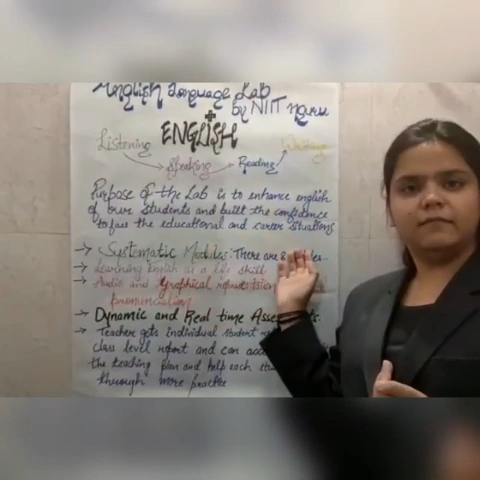 English Language Lab
by NIIT nguru
ENGLISH
Listening Speaking Reading Writing
Purpose of the Lab is to enhance english
of our students and built the confidence
to face the educational and career situations
→ Systematic Modules: There are 8
→ Learning English as a life skill
→ Audio and Graphical
pronunciation
→ Dynamic and Real time
→ Teacher gets individual student
class level report and can
the teaching plan and help each
through more practice